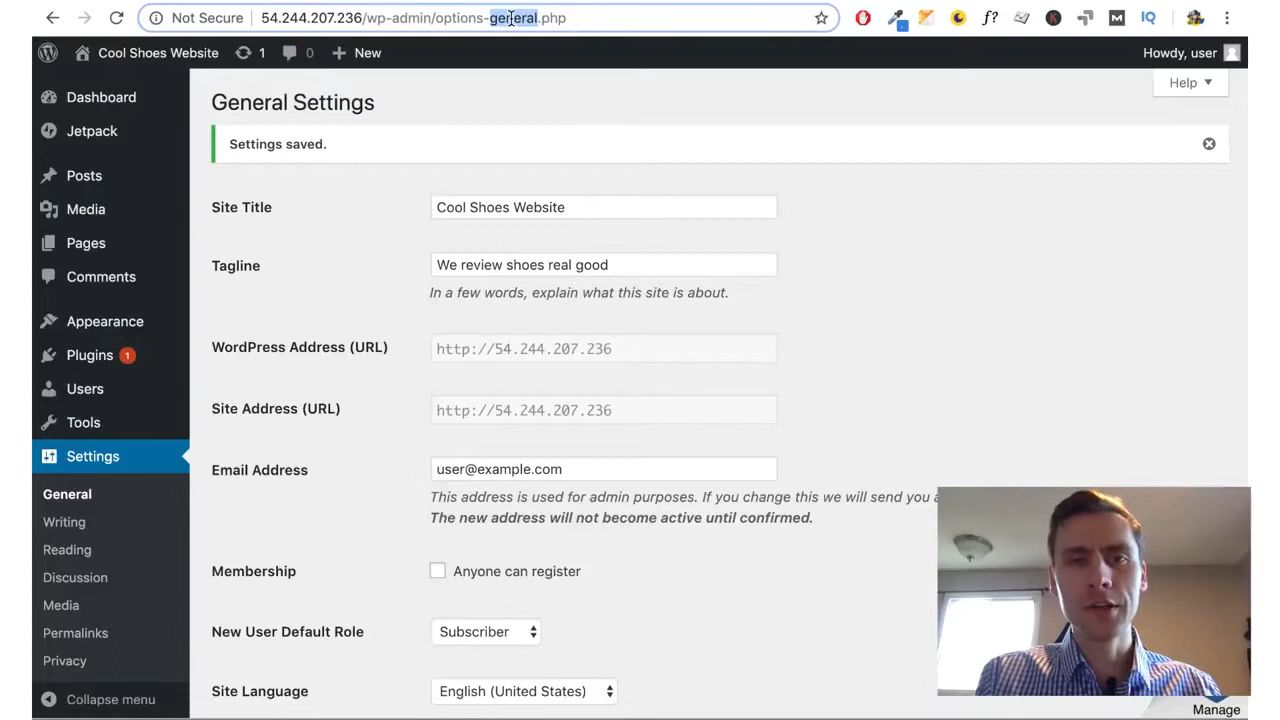 Not Secure
54.244.207.236/wp-admin/options-general.php
f?
IQ
Cool Shoes Website
1
0
New
Howdy, user
Dashboard
Jetpack
Posts
Media
Pages
Comments
Appearance
Plugins 1
Users
Tools
Settings
General
Writing
Reading
Discussion
Media
Permalinks
Privacy
Collapse menu
Help
General Settings
Settings saved.
Site Title
Cool Shoes Website
Tagline
We review shoes real good
In a few words, explain what this site is about.
WordPress Address (URL)
http://54.244.207.236
Site Address (URL)
http://54.244.207.236
Email Address
user@example.com
This address is used for admin purposes. If you change this we will send you a
The new address will not become active until confirmed.
Membership
Anyone can register
New User Default Role
Subscriber
Site Language
English (United States)
Manage